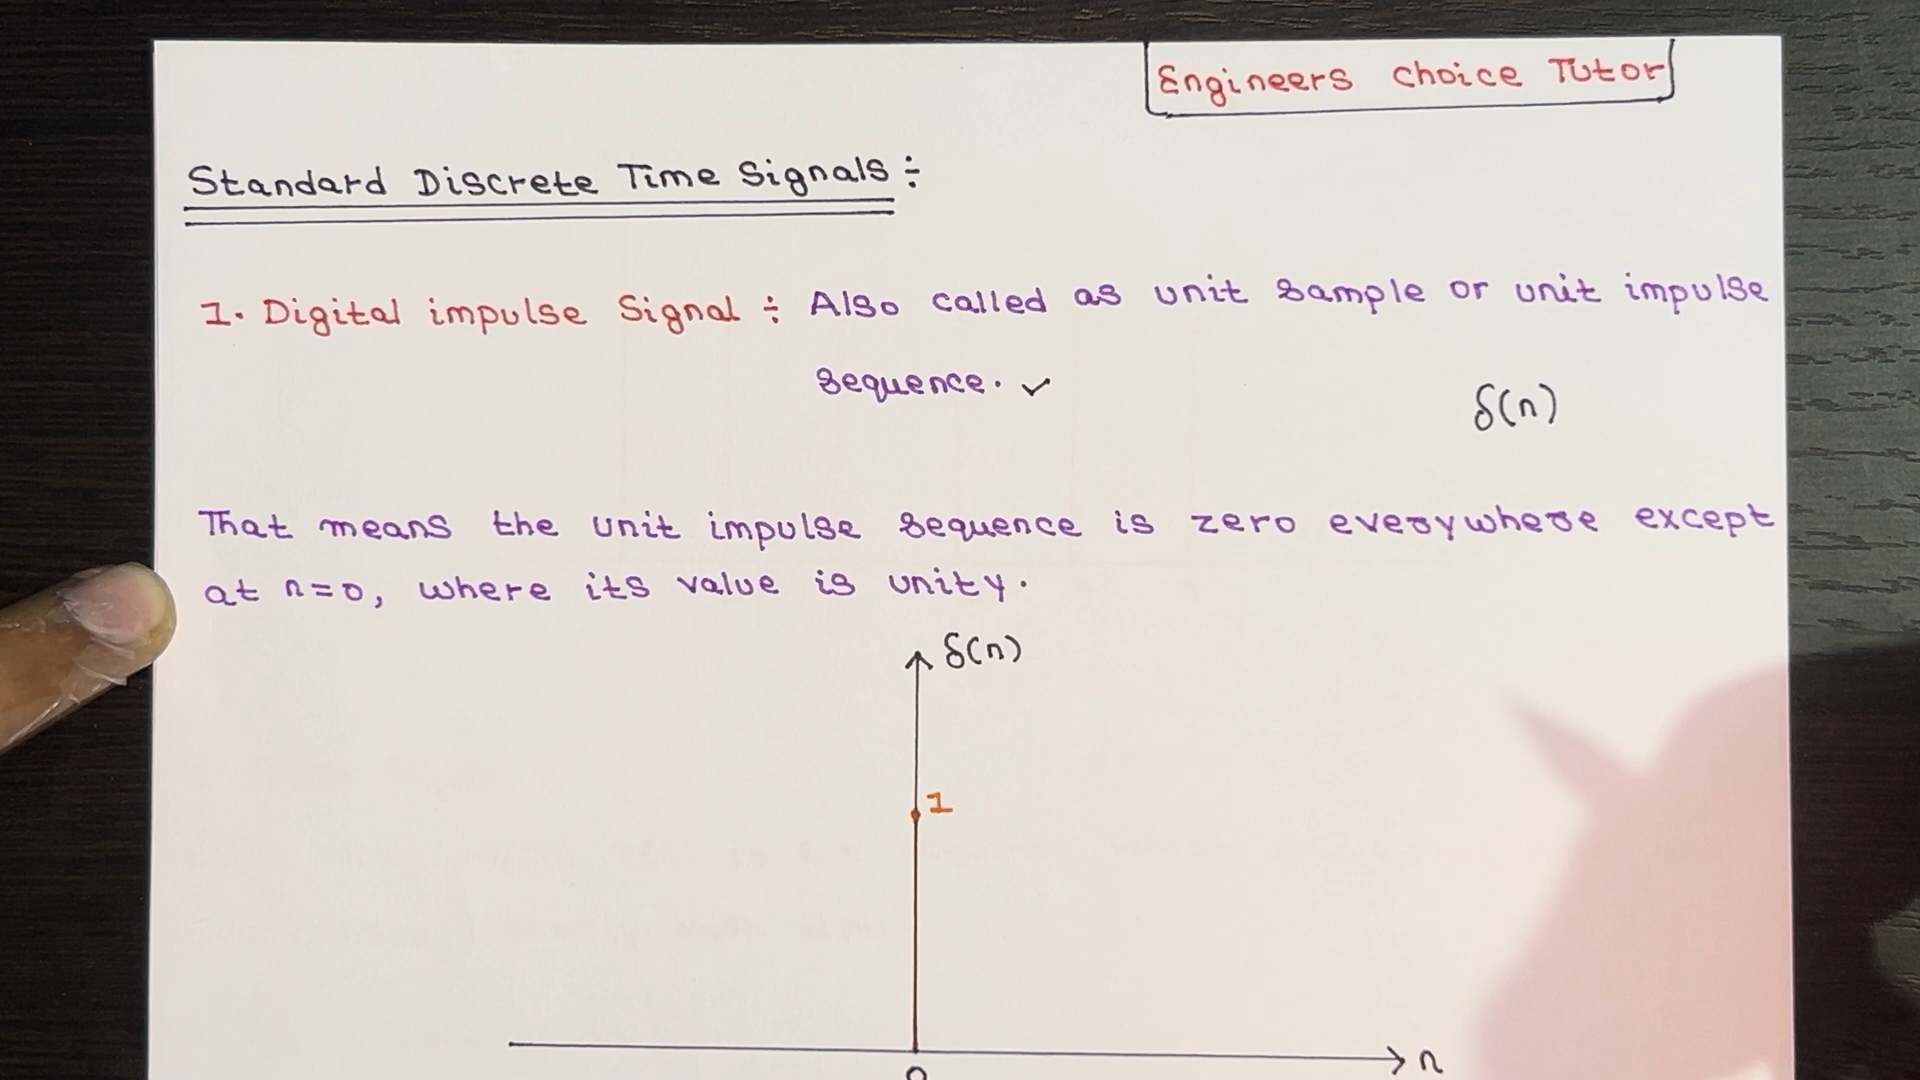 Engineers choice Tutor
Standard Discrete Time Signals ÷
1. Digital impulse Signal ÷ Also called as unit sample or unit impulse
sequence. ✓
δ(n)
That means the unit impulse sequence is zero everywhere except
at n=0, where its value is unity.
δ(n)
1
n
0